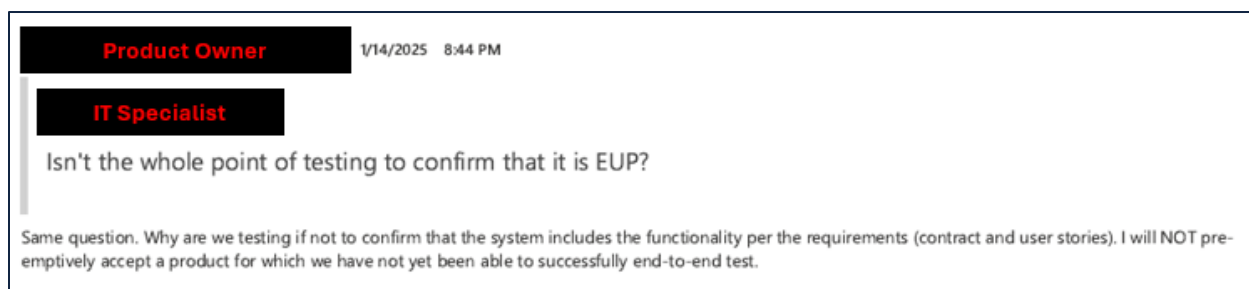 Product Owner 1/14/2025 8:44 PM
IT Specialist
Isn't the whole point of testing to confirm that it is EUP?
Same question. Why are we testing if not to confirm that the system includes the functionality per the requirements (contract and user stories). I will NOT pre-
emptively accept a product for which we have not yet been able to successfully end-to-end test.